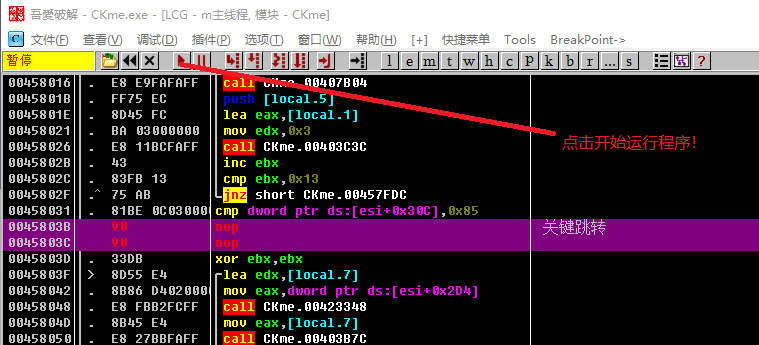 吾愛破解 - CKme.exe - [LCG - m主线程, 模块 - CKme]
C 文件(F) 查看(V) 调试(D) 插件(P) 选项(T) 窗口(W) 帮助(H) [+] 快捷菜单 Tools BreakPoint->
暂停 l e m t w h c p k b r ... s ?
00458016 . E8 E9FAFAFF call CKme.00407B04
0045801B . FF75 EC push [local.5]
0045801E . 8D45 FC lea eax,[local.1]
00458021 . BA 03000000 mov edx,0x3
00458026 . E8 11BCFAFF call CKme.00403C3C
0045802B . 43 inc ebx
0045802C . 83FB 13 cmp ebx,0x13
0045802F .^ 75 AB jnz short CKme.00457FDC
00458031 . 81BE 0C03000 cmp dword ptr ds:[esi+0x30C],0x85
0045803B 90 nop 关键跳转
0045803C 90 nop
0045803D . 33DB xor ebx,ebx
0045803F > 8D55 E4 lea edx,[local.7]
00458042 . 8B86 D4020000 mov eax,dword ptr ds:[esi+0x2D4]
00458048 . E8 FBB2FCFF call CKme.00423348
0045804D . 8B45 E4 mov eax,[local.7]
00458050 . E8 27BBFAFF call CKme.00403B7C
点击开始运行程序！